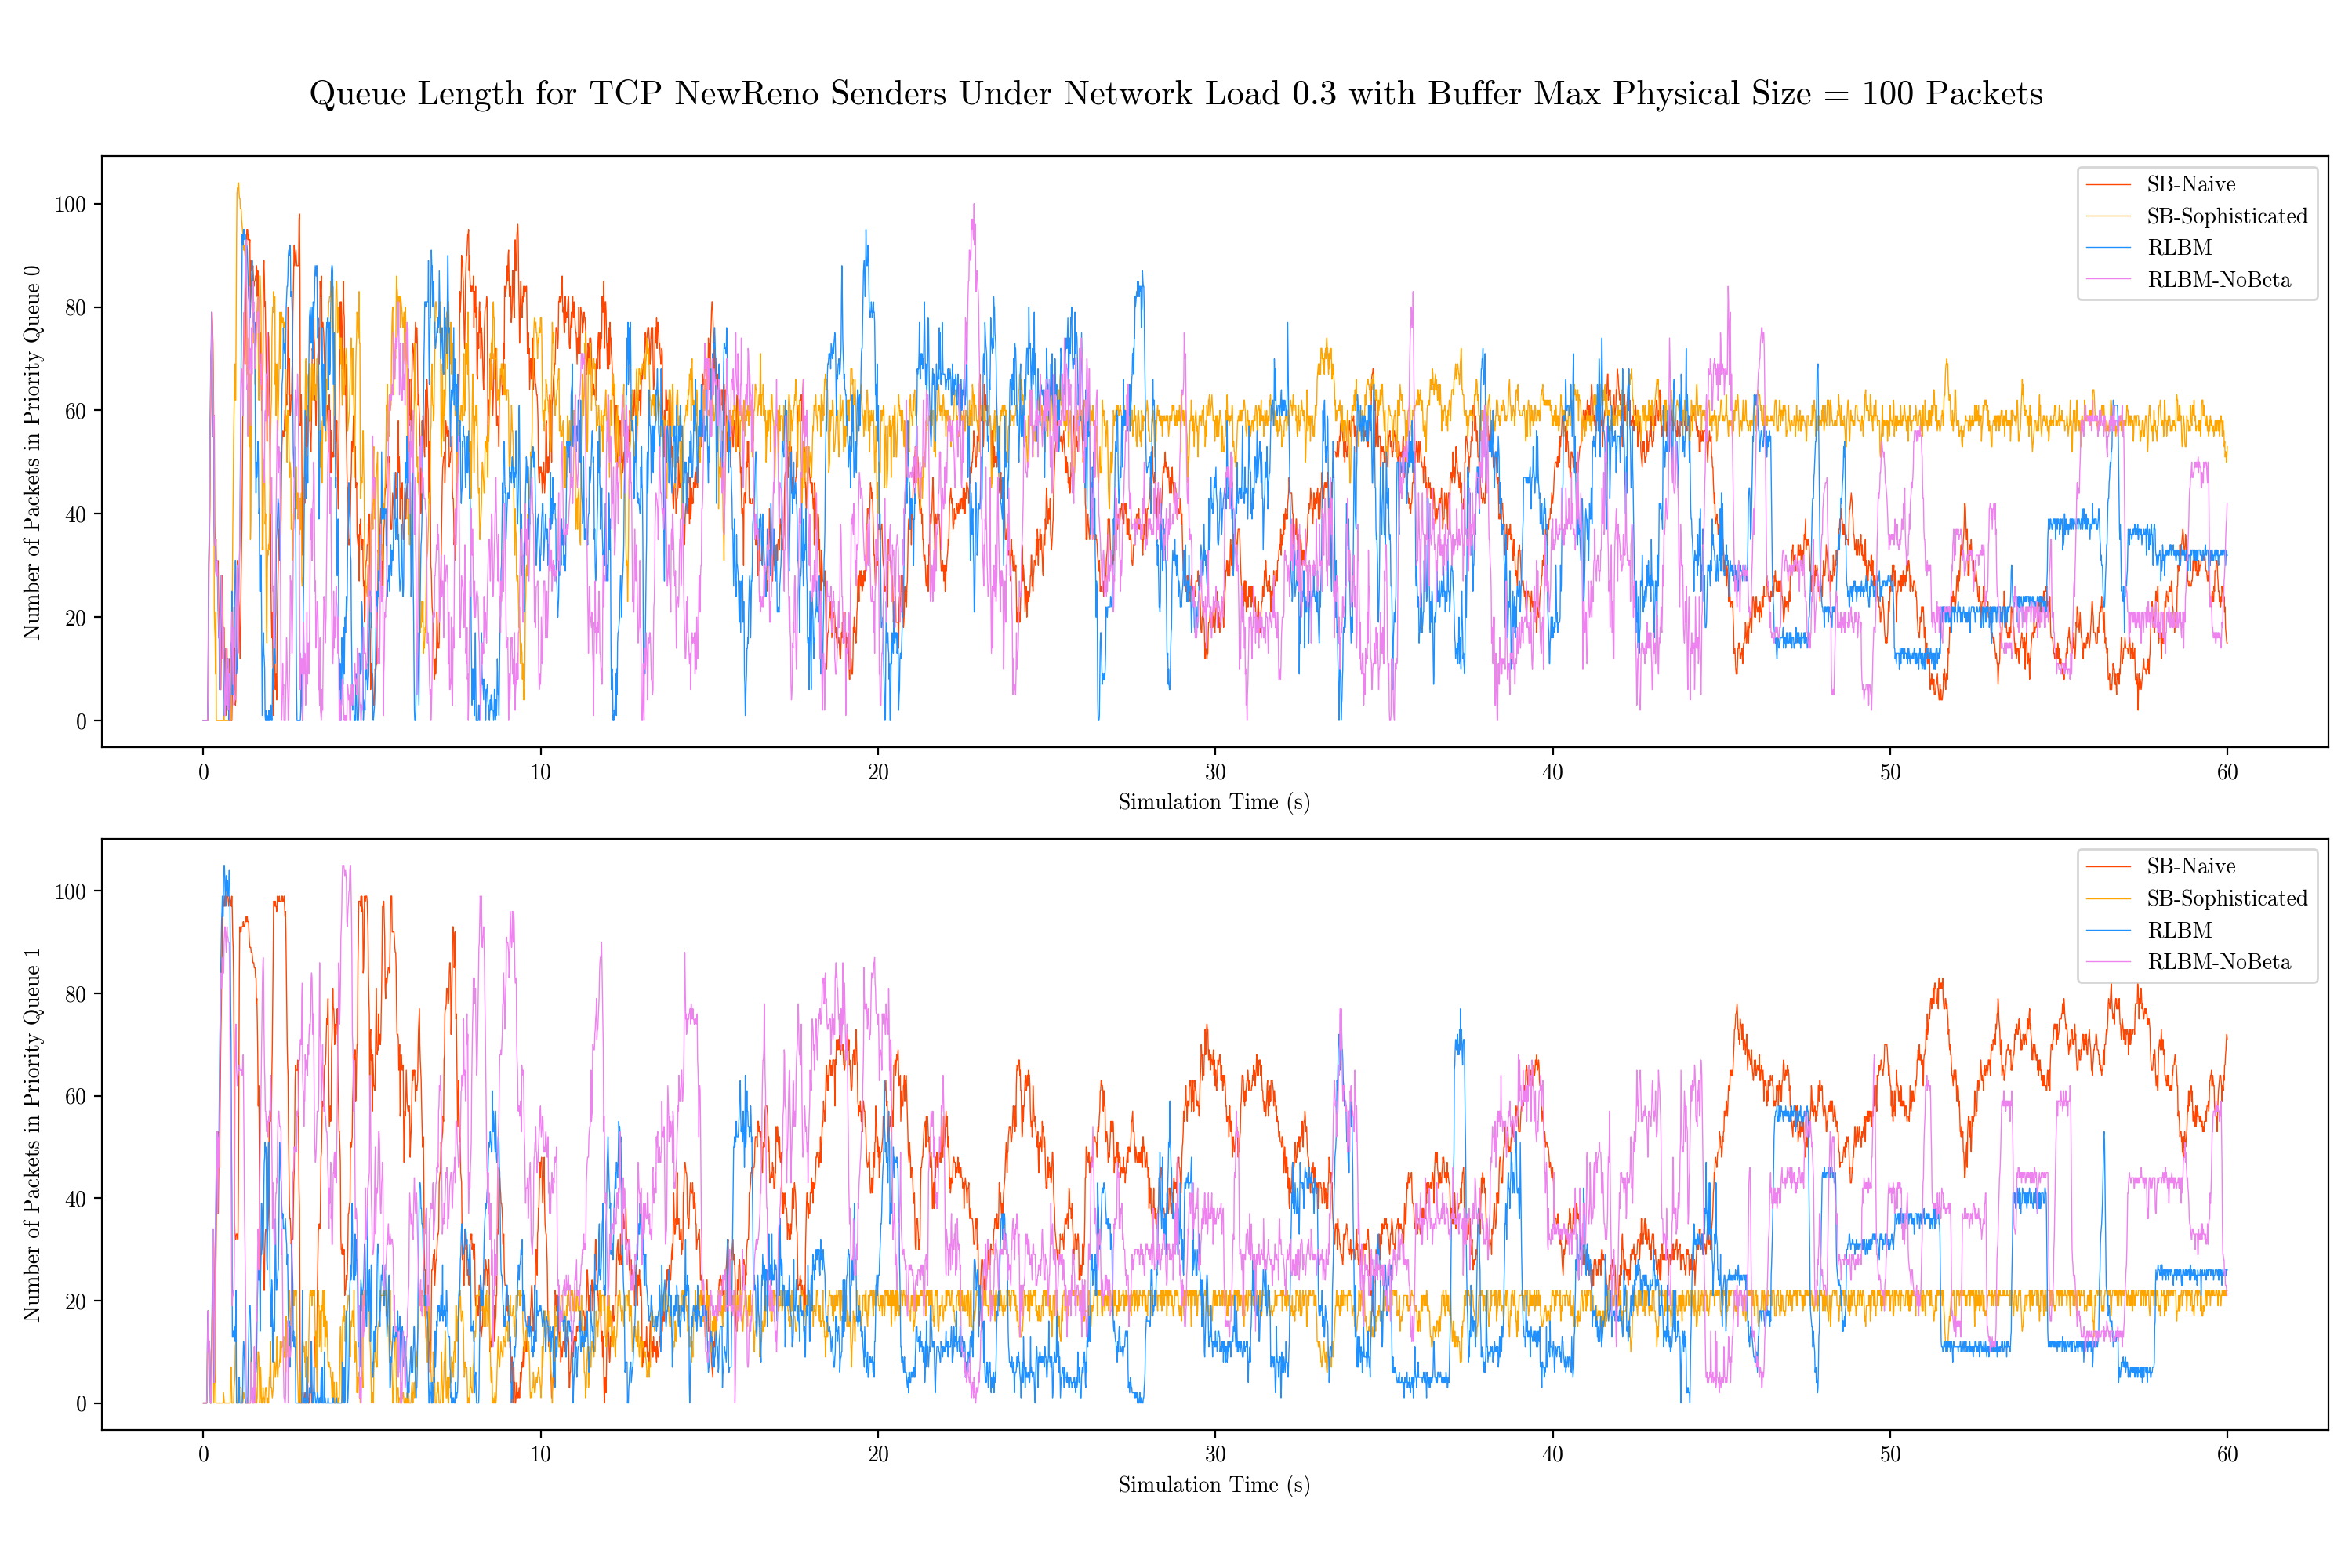 Queue Length for TCP NewReno Senders Under Network Load 0.3 with Buffer Max Physical Size = 100 Packets
Number of Packets in Priority Queue 0
100
80
60
40
20
0
SB-Naive
SB-Sophisticated
RLBM
RLBM-NoBeta
0 10 20 30 40 50 60
Simulation Time (s)
Number of Packets in Priority Queue 1
100
80
60
40
20
0
SB-Naive
SB-Sophisticated
RLBM
RLBM-NoBeta
0 10 20 30 40 50 60
Simulation Time (s)